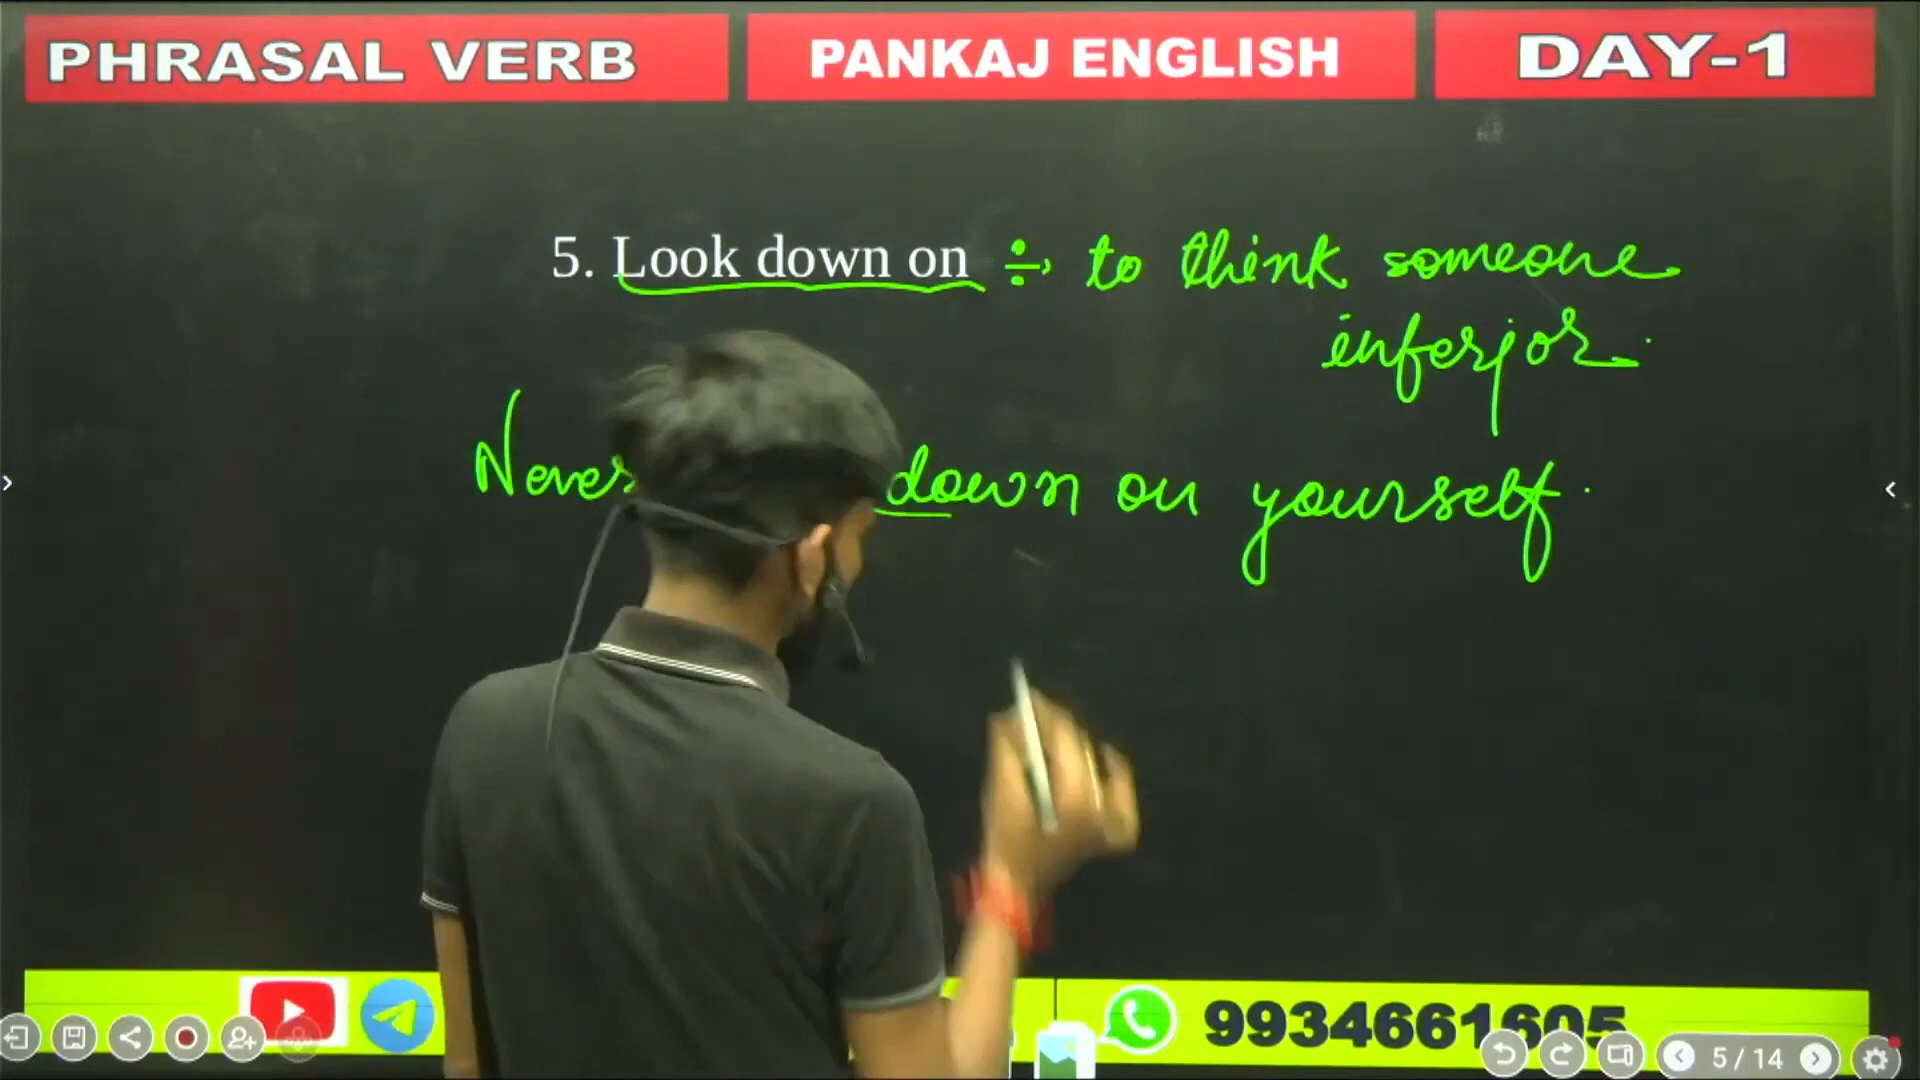 PHRASAL VERB
PANKAJ ENGLISH
DAY-1
5. Look down on ÷ to think someone
inferior.
Never down on yourself.
9934661605
5/14